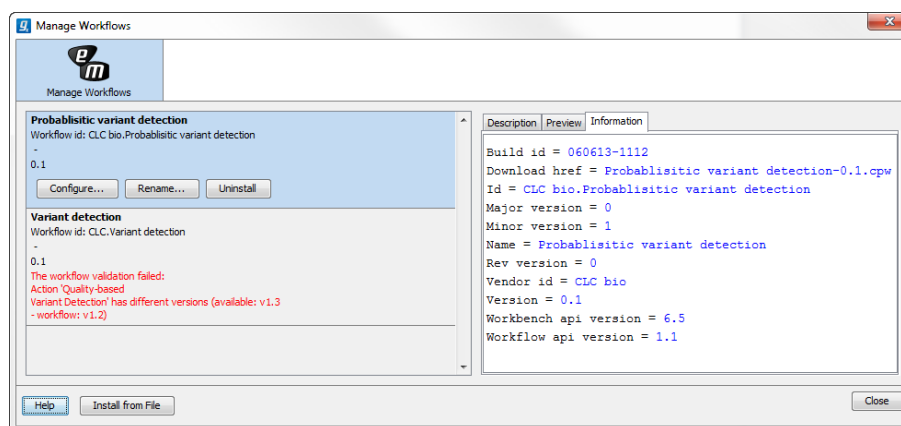 Manage Workflows
Manage Workflows
Probablisitic variant detection
Workflow id: CLC bio.Probablisitic variant detection
-
0.1
Configure... Rename... Uninstall
Variant detection
Workflow id: CLC.Variant detection
-
0.1
The workflow validation failed:
Action 'Quality-based
Variant Detection' has different versions (available: v1.3
- workflow: v1.2)
Description Preview Information
Build id = 060613-1112
Download href = Probablisitic variant detection-0.1.cpw
Id = CLC bio.Probablisitic variant detection
Major version = 0
Minor version = 1
Name = Probablisitic variant detection
Rev version = 0
Vendor id = CLC bio
Version = 0.1
Workbench api version = 6.5
Workflow api version = 1.1
Help Install from File Close